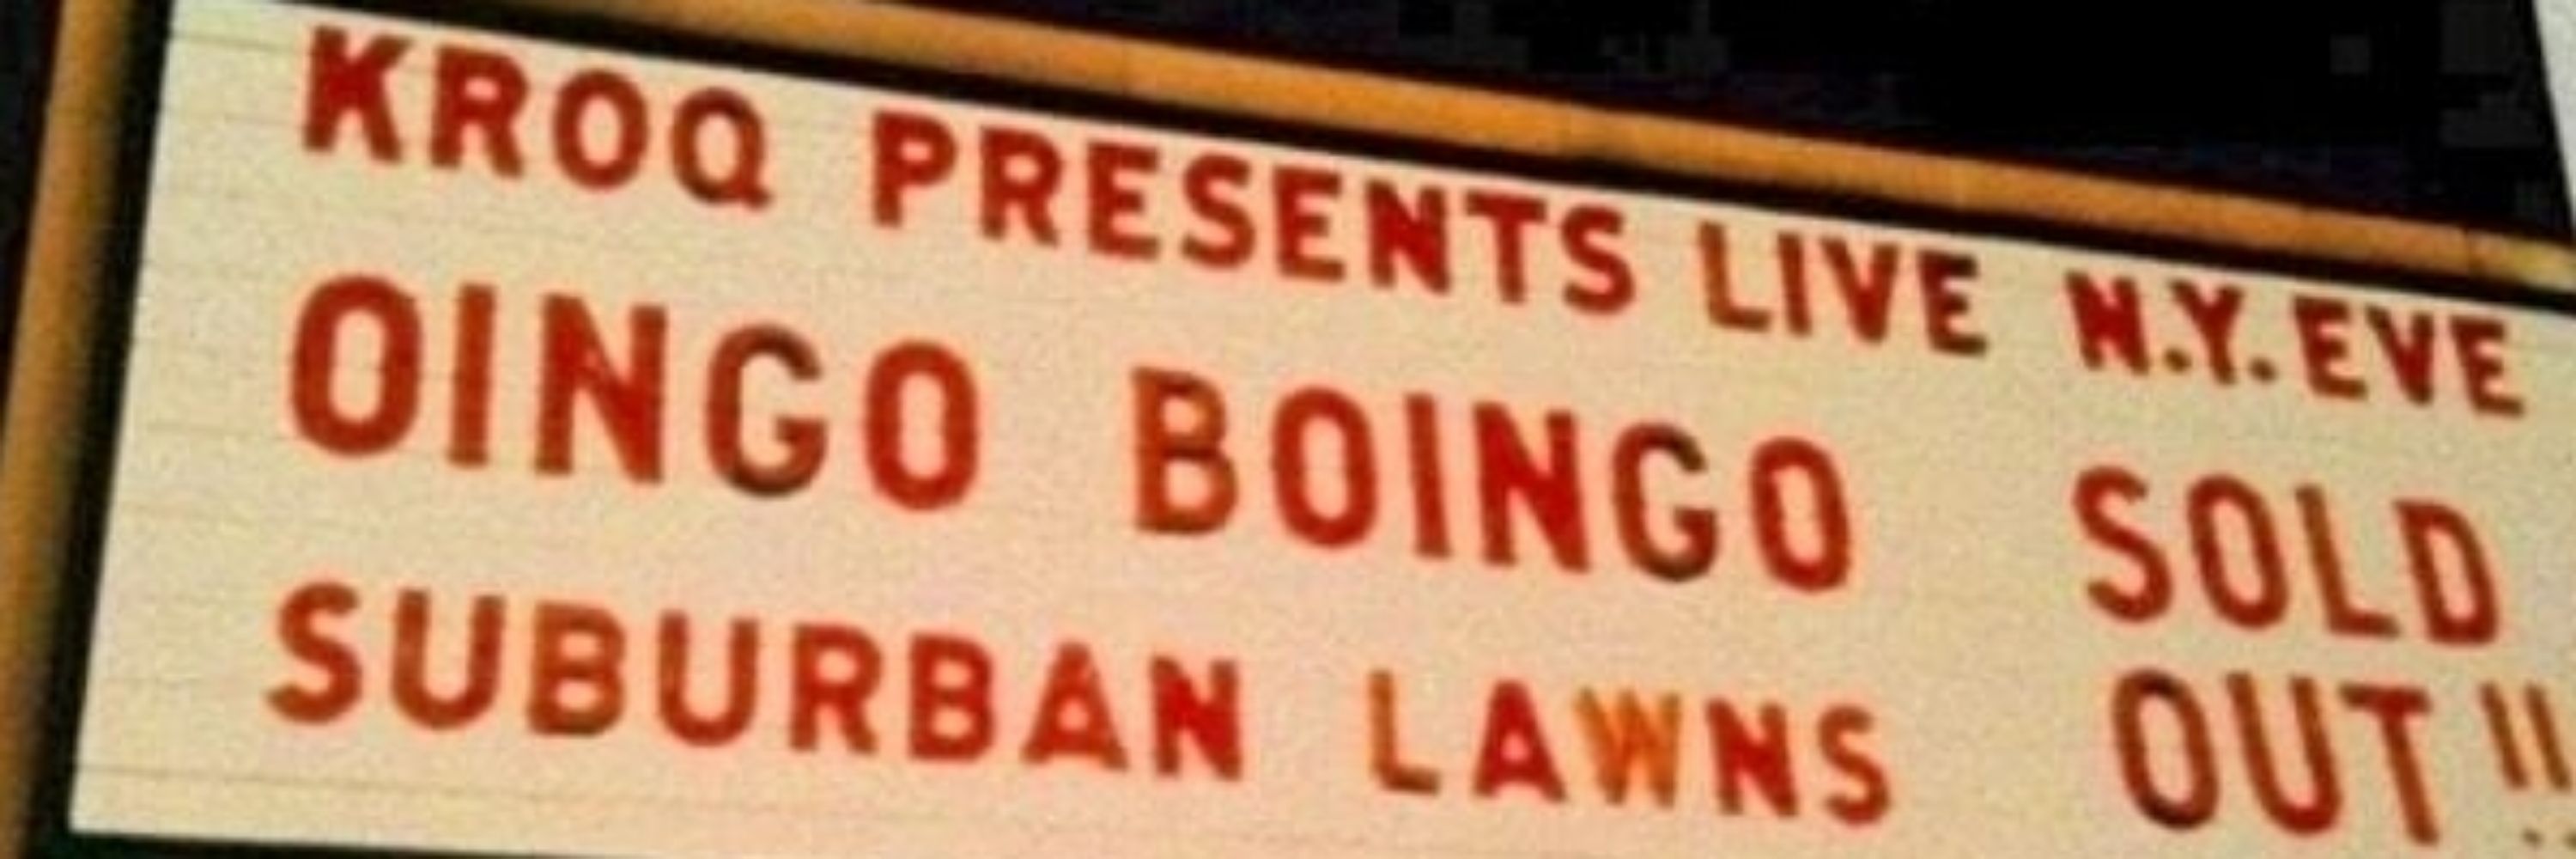 KROQ PRESENTS LIVE N.Y. EVE
OINGO BOINGO SOLD
SUBURBAN LAWNS OUT!!